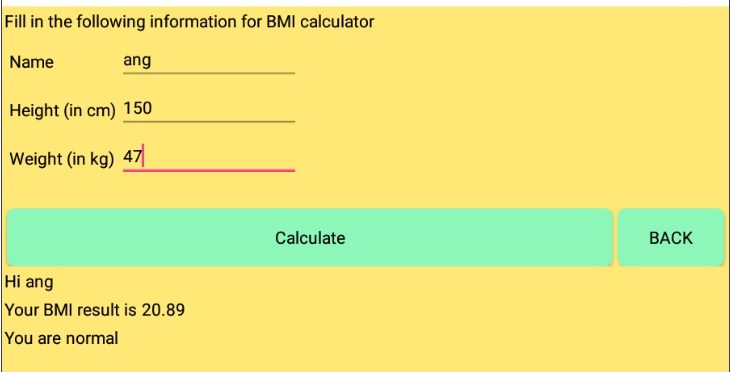 Fill in the following information for BMI calculator
Name ang
Height (in cm) 150
Weight (in kg) 47
Calculate BACK
Hi ang
Your BMI result is 20.89
You are normal